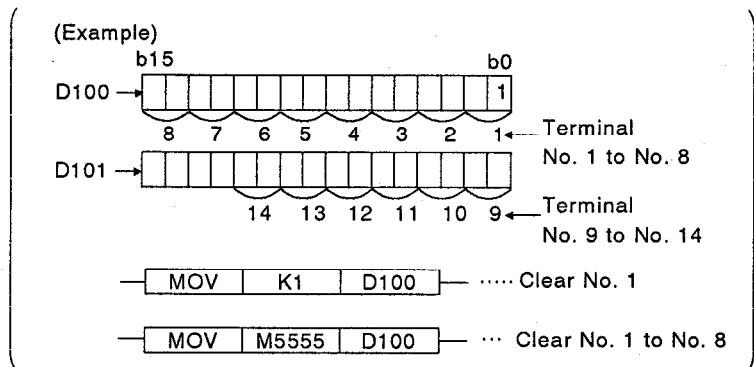 (Example)
b15 b0
D100 1
8 7 6 5 4 3 2 1 Terminal
No. 1 to No. 8
D101
14 13 12 11 10 9 Terminal
No. 9 to No. 14
MOV K1 D100 ····· Clear No. 1
MOV M5555 D100 ··· Clear No. 1 to No. 8